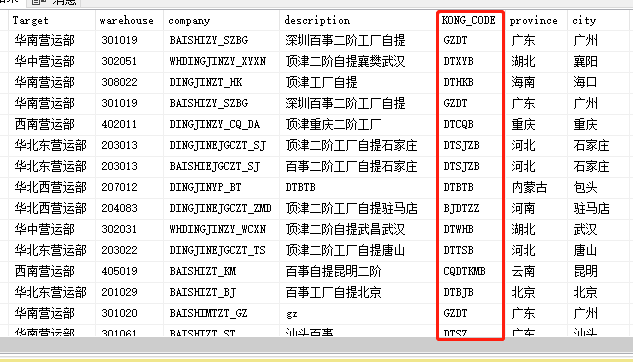 消息
Target warehouse company description KONG_CODE province city
华南营运部 301019 BAISHIZY_SZBG 深圳百事二阶工厂自提 GZDT 广东 广州
华中营运部 302051 WHDINGJINZY_XYXN 顶津二阶自提襄樊武汉 DTXYB 湖北 襄阳
华南营运部 308022 DINGJINZT_HK 顶津工厂自提 DTHKB 海南 海口
华南营运部 301019 BAISHIZY_SZBG 深圳百事二阶工厂自提 GZDT 广东 广州
西南营运部 402011 DINGJINZY_CQ_DA 顶津重庆二阶工厂 DTCQB 重庆 重庆
华北东营运部 203013 DINGJINEJGCZT_SJ 顶津二阶工厂自提石家庄 DTSJZB 河北 石家庄
华北东营运部 203013 BAISHIEJGCZT_SJ 百事二阶工厂自提石家庄 DTSJZB 河北 石家庄
华北西营运部 207012 DINGJINYP_BT DTBTB DTBTB 内蒙古 包头
华北西营运部 204083 DINGJINEJGCZT_ZMD 顶津二阶工厂自提驻马店 BJDTZZ 河南 驻马店
华中营运部 302031 WHDINGJINZY_WCXN 顶津二阶自提武昌武汉 DTWHB 湖北 武汉
华北东营运部 203022 DINGJINEJGCZT_TS 顶津二阶工厂自提唐山 DTTSB 河北 唐山
西南营运部 405019 BAISHIZT_KM 百事自提昆明二阶 CQDTKMB 云南 昆明
华北东营运部 201029 BAISHIZT_BJ 百事工厂自提北京 DTBJB 北京 北京
华南营运部 301010 BAISHIMTZT_GZ gz GZDT 广东 广州
华南营运部 301061 BAISHIZT_ST 汕头百事 DTSZ 广东 汕头